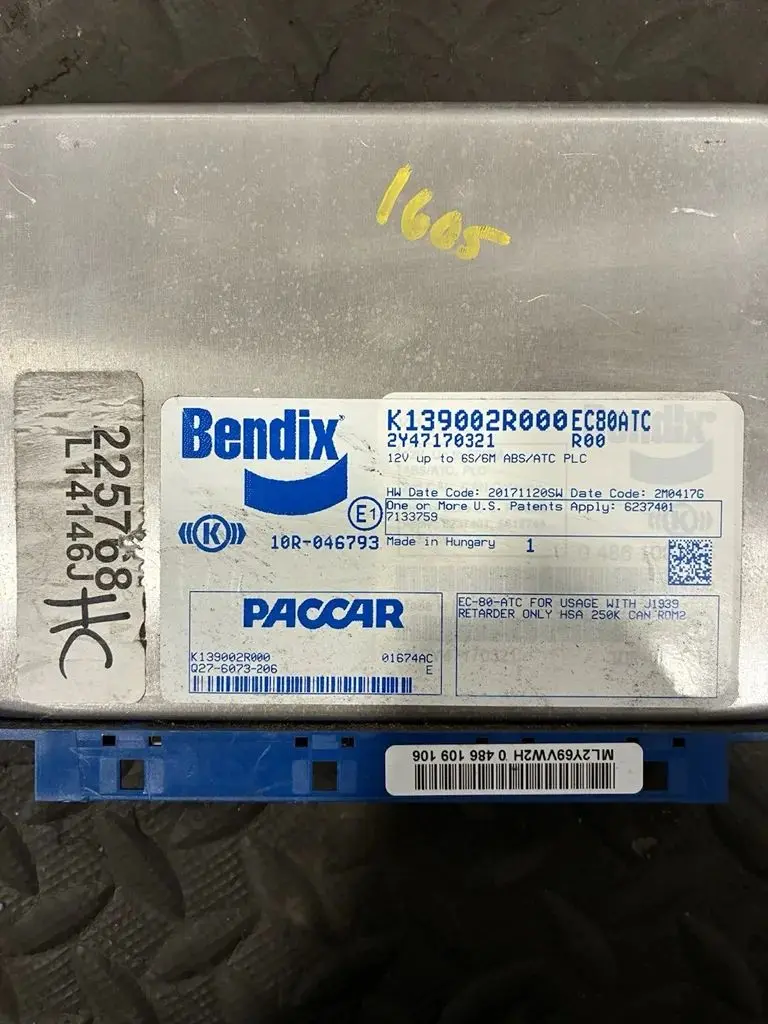 1605
225768
L14146J
HC
Bendix
K139002R000 EC80ATC
2Y47170321 R00
12V up to 6S/6M ABS/ATC PLC
HW Date Code: 20171120SW Date Code: 2M0417G
One or More U.S. Patents Apply: 6237401
7133759
E1
K
10R-046793
Made in Hungary 1
PACCAR
K139002R000 01674AC
Q27-6073-206 E
EC-80-ATC FOR USAGE WITH J1939
RETARDER ONLY HSA 250K CAN ROM2
ML2Y69VW2H 0 486 109 106